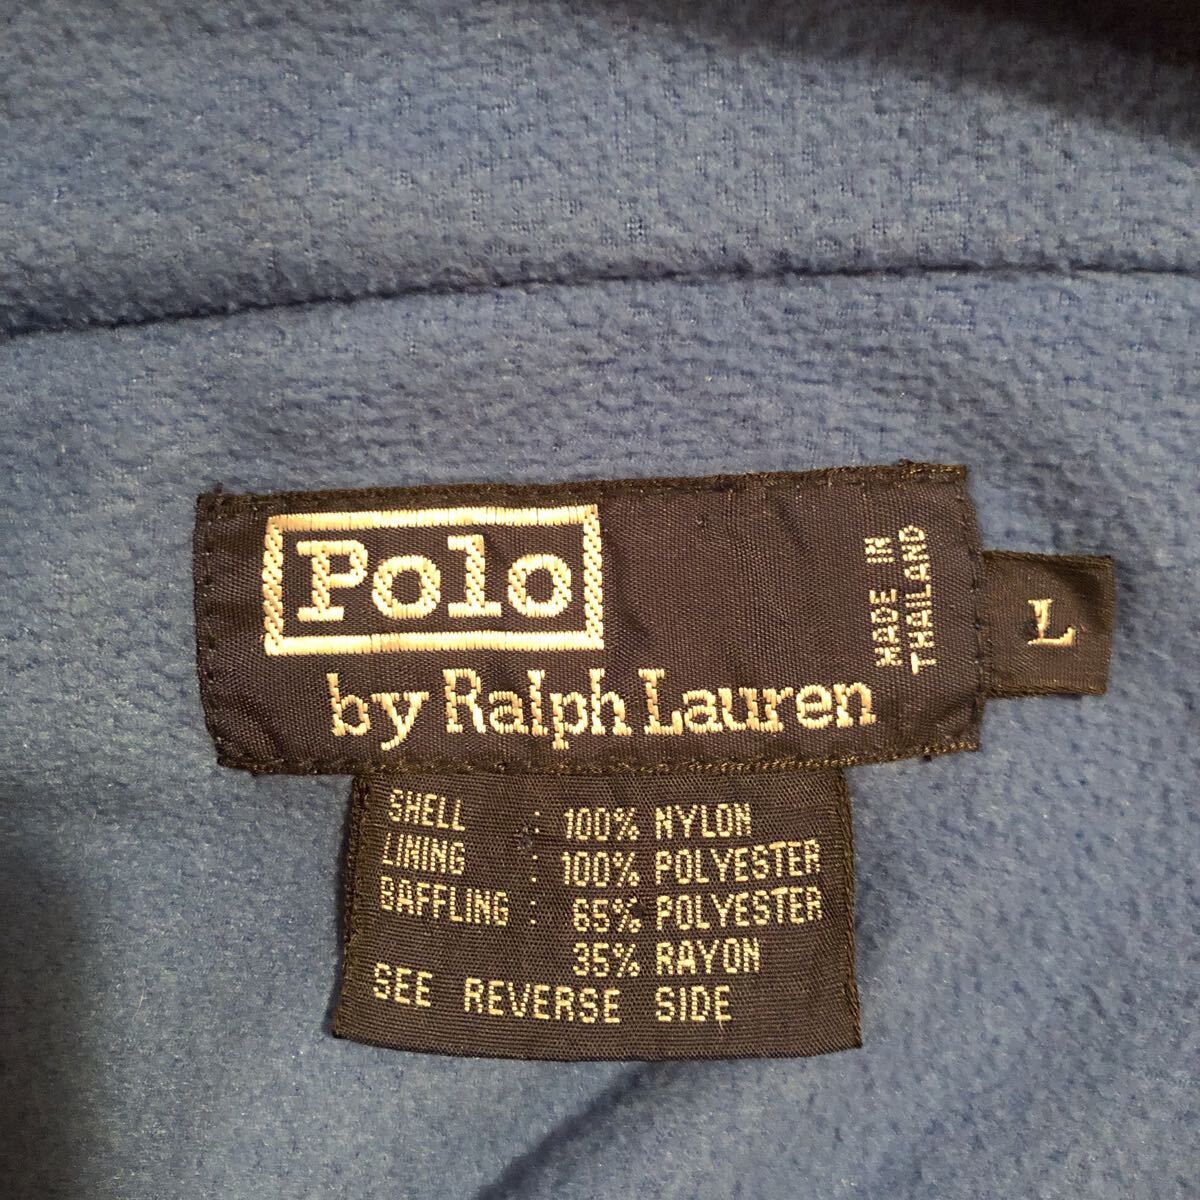 Polo
by Ralph Lauren
MADE IN
THAILAND
L
SHELL : 100% NYLON
LINING : 100% POLYESTER
BAFFLING : 65% POLYESTER
35% RAYON
SEE REVERSE SIDE